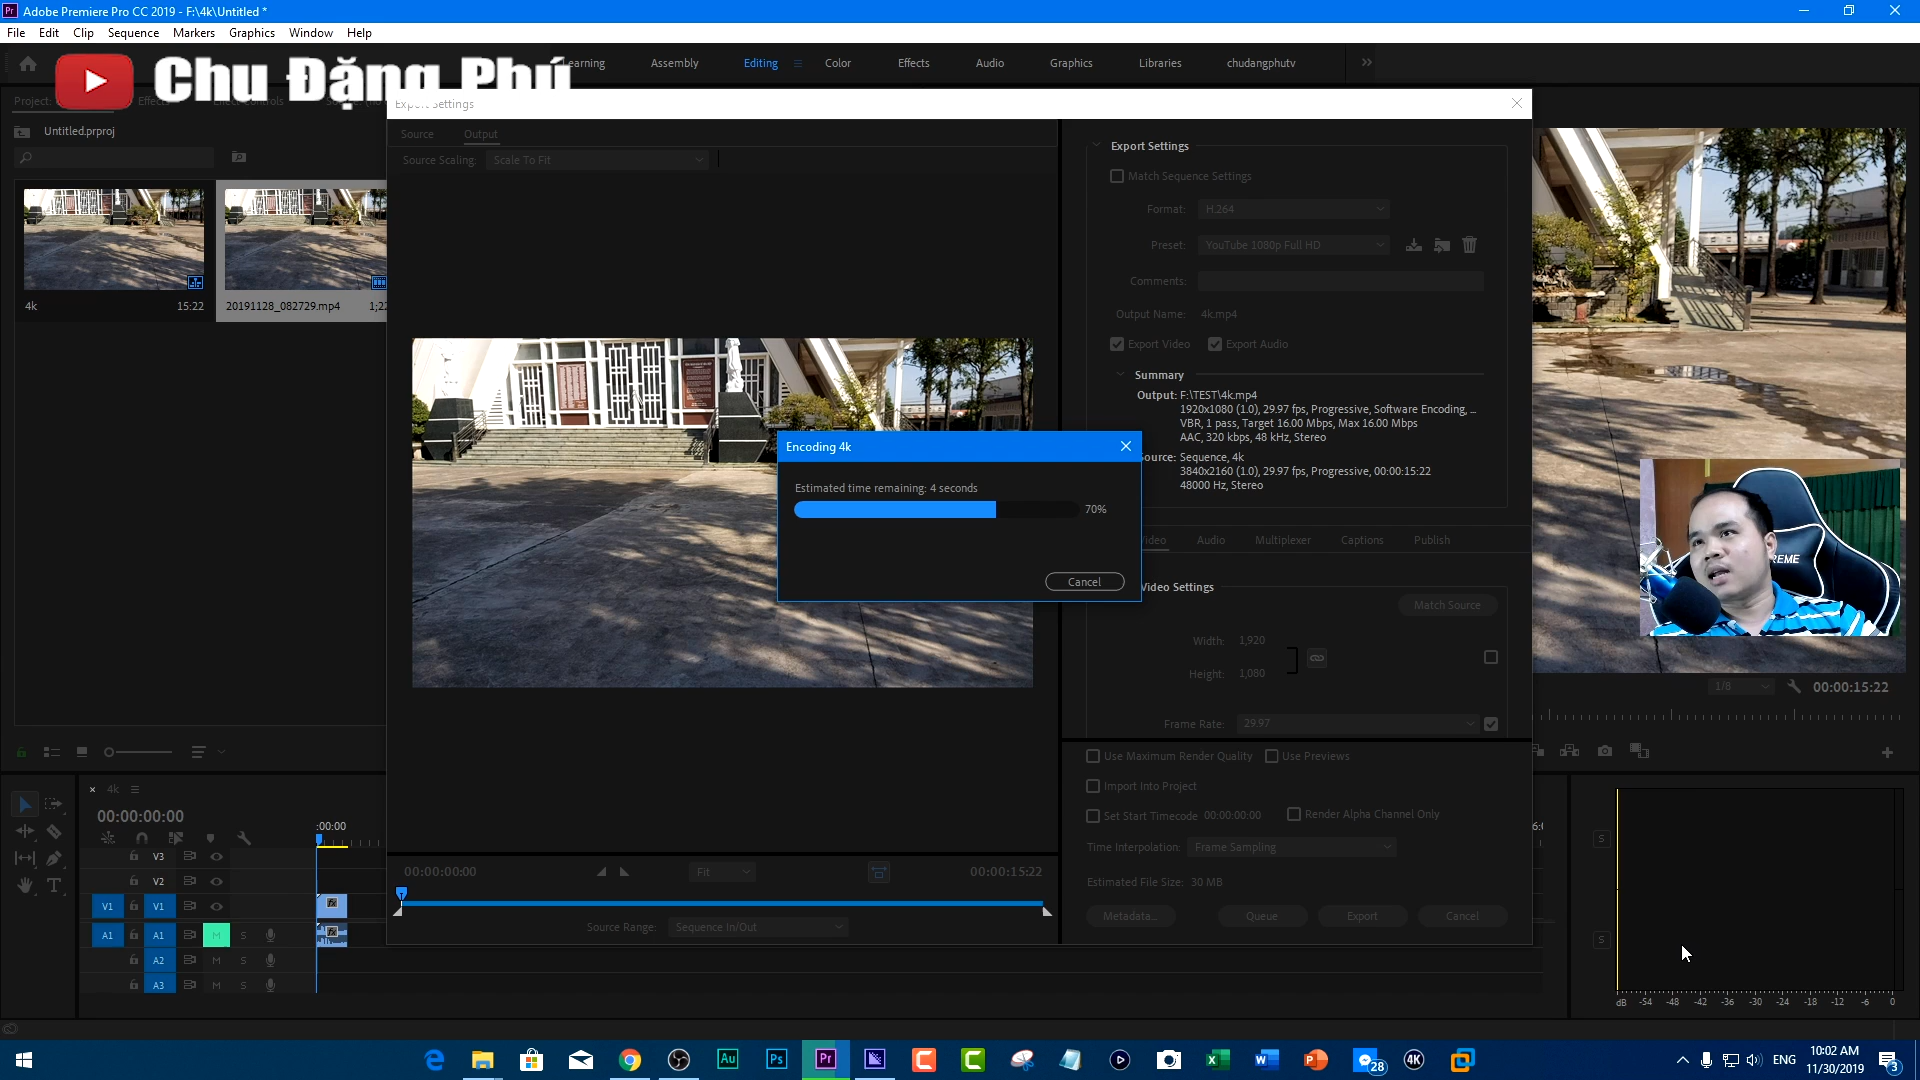 Adobe Premiere Pro CC 2019 - F:\4k\Untitled *
File Edit Clip Sequence Markers Graphics Window Help
Chu Đặng Phú
Learning Assembly Editing Color Effects Audio Graphics Libraries chudangphutv
Project: Effects Effect Controls
Untitled.prproj
4k 15:22
20191128_082729.mp4
Export Settings
Source Output
Source Scaling: Scale To Fit
Export Settings
Match Sequence Settings
Format: H.264
Preset: YouTube 1080p Full HD
Comments:
Output Name: 4k.mp4
Export Video Export Audio
Summary
Output: F:\TEST\4k.mp4
1920x1080 (1.0), 29.97 fps, Progressive, Software Encoding, ...
VBR, 1 pass, Target 16.00 Mbps, Max 16.00 Mbps
AAC, 320 kbps, 48 kHz, Stereo
Source: Sequence, 4k
3840x2160 (1.0), 29.97 fps, Progressive, 00:00:15:22
48000 Hz, Stereo
Encoding 4k
Estimated time remaining: 4 seconds
70%
Cancel
Video Audio Multiplexer Captions Publish
Video Settings
Match Source
Width: 1,920
Height: 1,080
Frame Rate: 29.97
Use Maximum Render Quality Use Previews
Import Into Project
Set Start Timecode 00:00:00:00 Render Alpha Channel Only
Time Interpolation: Frame Sampling
Estimated File Size: 30 MB
Metadata... Queue Export Cancel
00:00:00:00 Fit 00:00:15:22
Source Range: Sequence In/Out
1/8 00:00:15:22
4k
00:00:00:00
:00:00
V3
V2
V1 V1
A1 A1 M S
A2 M S
A3 M S
S
S
dB -54 -48 -42 -36 -30 -24 -18 -12 -6 0
Au Ps Pr 28 4K
ENG
10:02 AM
11/30/2019
3